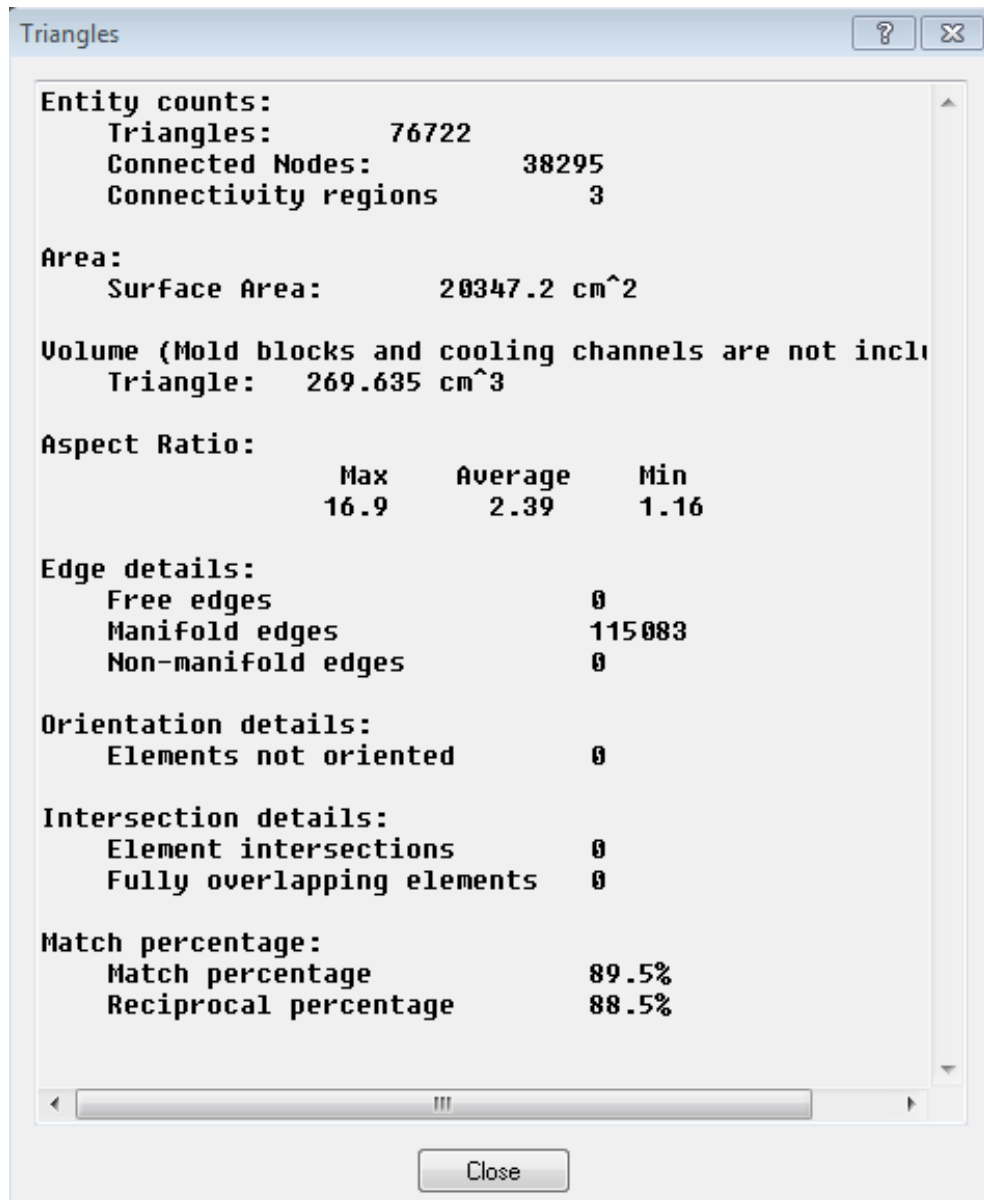 Triangles
Entity counts:
Triangles: 76722
Connected Nodes: 38295
Connectivity regions 3
Area:
Surface Area: 20347.2 cm^2
Volume (Mold blocks and cooling channels are not inclu
Triangle: 269.635 cm^3
Aspect Ratio:
Max Average Min
16.9 2.39 1.16
Edge details:
Free edges 0
Manifold edges 115083
Non-manifold edges 0
Orientation details:
Elements not oriented 0
Intersection details:
Element intersections 0
Fully overlapping elements 0
Match percentage:
Match percentage 89.5%
Reciprocal percentage 88.5%
Close